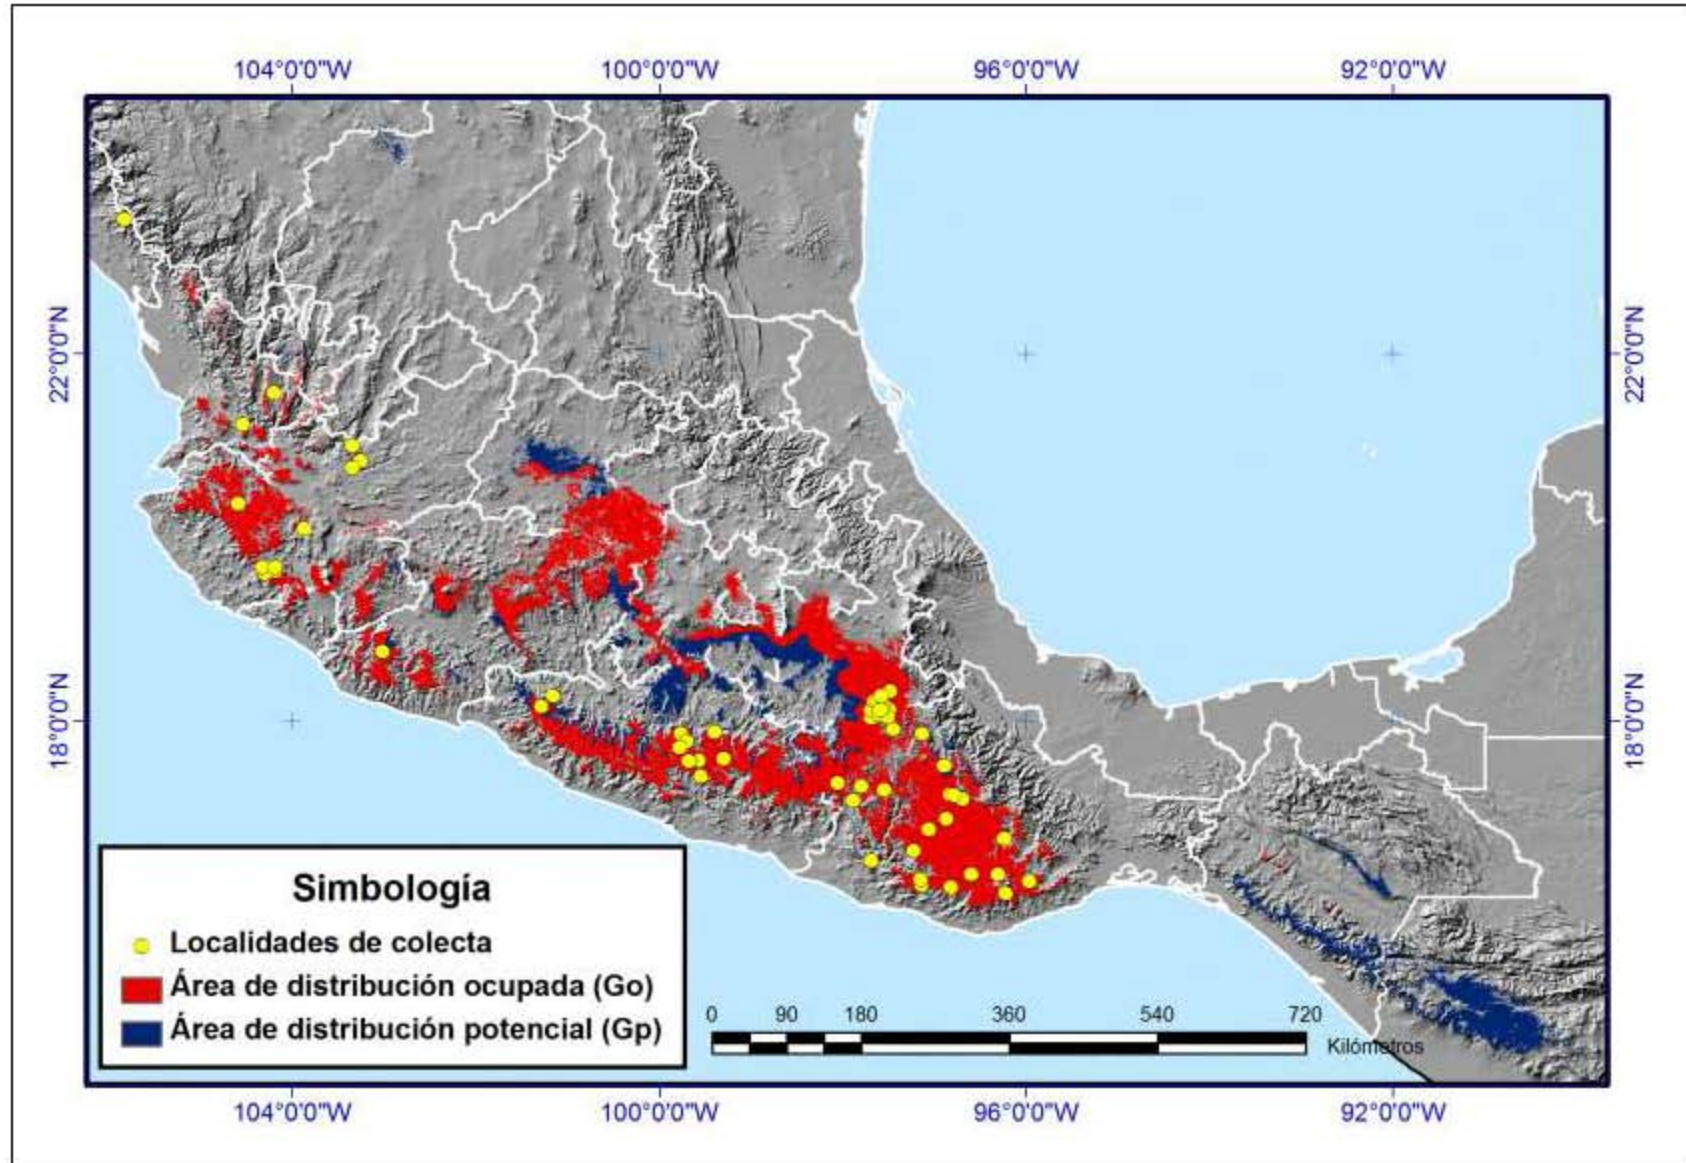 104°0'0"W 100°0'0"W 96°0'0"W 92°0'0"W
22°0'0"N 22°0'0"N
18°0'0"N 18°0'0"N
Simbología
Localidades de colecta
Área de distribución ocupada (Go)
Área de distribución potencial (Gp)
0 90 180 360 540 720
Kilómetros
104°0'0"W 100°0'0"W 96°0'0"W 92°0'0"W